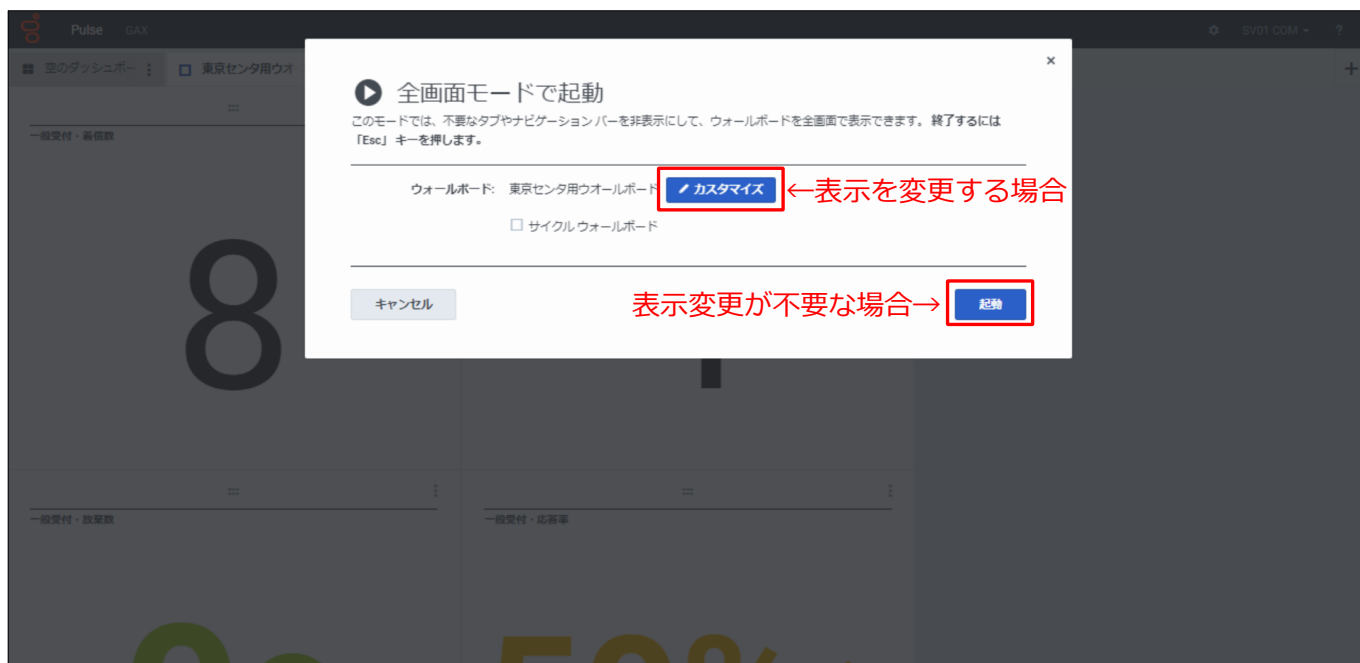 Pulse GAX SV01 COM ?
空のダッシュボー 東京センタ用ウオ
一般受付・着信数
8
全画面モードで起動
このモードでは、不要なタブやナビゲーション バーを非表示にして、ウォールボードを全画面で表示できます。終了するには
「Esc」キーを押します。
ウォールボード: 東京センタ用ウオールボード カスタマイズ ←表示を変更する場合
サイクル ウォールボード
キャンセル 表示変更が不要な場合→ 起動
一般受付・放棄数 一般受付・応答率